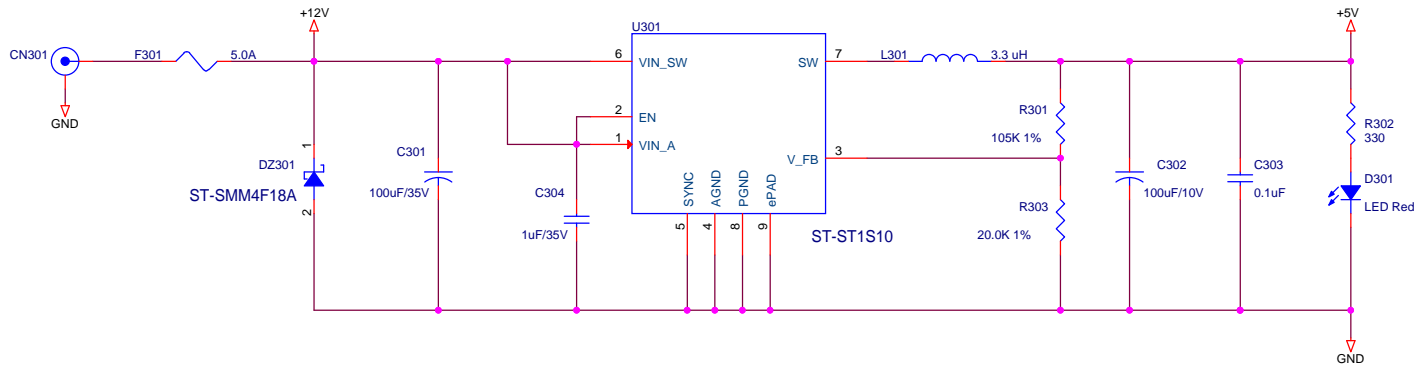 +12V
+5V
U301
CN301
F301
5.0A
6
VIN_SW
SW
7
L301
3.3 uH
GND
2
EN
1
VIN_A
V_FB
3
R301
105K 1%
R302
330
1
DZ301
ST-SMM4F18A
2
C301
100uF/35V
C304
1uF/35V
SYNC
AGND
PGND
ePAD
5
4
8
9
ST-ST1S10
R303
20.0K 1%
C302
100uF/10V
C303
0.1uF
D301
LED Red
GND